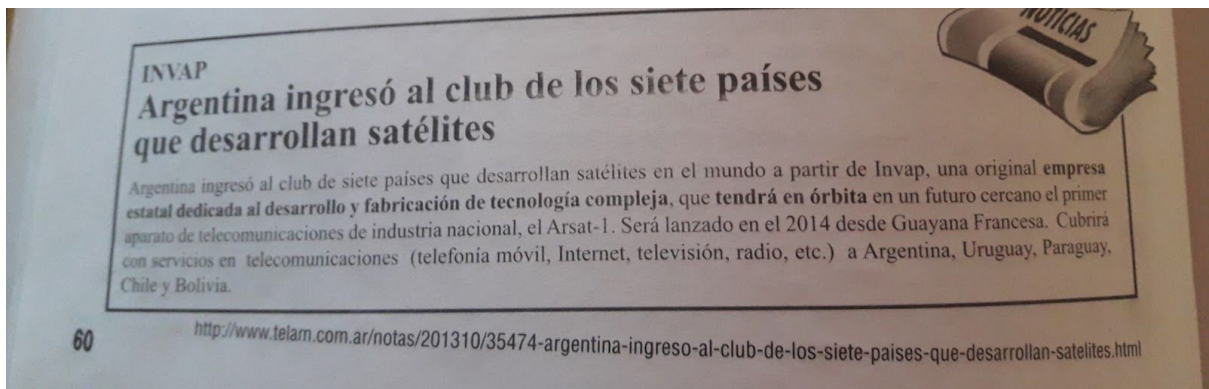 NOTICIAS
INVAP
Argentina ingresó al club de los siete países
que desarrollan satélites
Argentina ingresó al club de siete países que desarrollan satélites en el mundo a partir de Invap, una original empresa
estatal dedicada al desarrollo y fabricación de tecnología compleja, que tendrá en órbita en un futuro cercano el primer
aparato de telecomunicaciones de industria nacional, el Arsat-1. Será lanzado en el 2014 desde Guayana Francesa. Cubrirá
con servicios en telecomunicaciones (telefonía móvil, Internet, televisión, radio, etc.) a Argentina, Uruguay, Paraguay,
Chile y Bolivia.
60
http://www.telam.com.ar/notas/201310/35474-argentina-ingreso-al-club-de-los-siete-paises-que-desarrollan-satelites.html